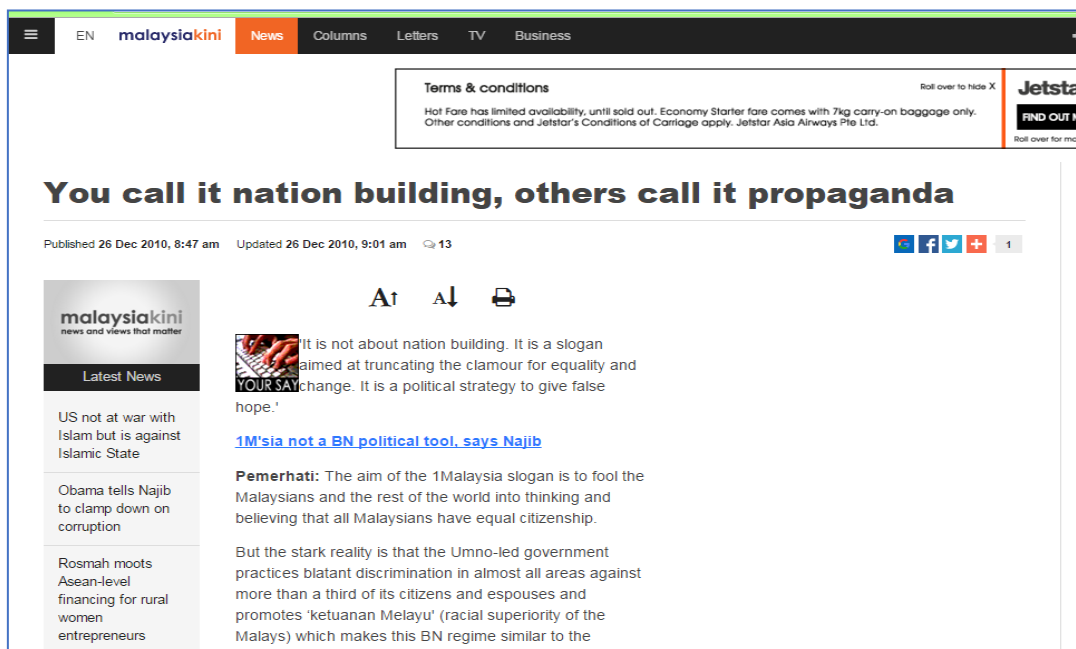 EN malaysiakini News Columns Letters TV Business
Terms & conditions
Roll over to hide X
Hot Fare has limited availability, until sold out. Economy Starter fare comes with 7kg carry-on baggage only.
Other conditions and Jetstar's Conditions of Carriage apply. Jetstar Asia Airways Pte Ltd.
Jetsta
FIND OUT
Roll over for mo
You call it nation building, others call it propaganda
Published 26 Dec 2010, 8:47 am Updated 26 Dec 2010, 9:01 am 13
1
malaysiakini
news and views that matter
Latest News
US not at war with
Islam but is against
Islamic State
Obama tells Najib
to clamp down on
corruption
Rosmah moots
Asean-level
financing for rural
women
entrepreneurs
A A
YOUR SAY
'It is not about nation building. It is a slogan
aimed at truncating the clamour for equality and
change. It is a political strategy to give false
hope.'
1M'sia not a BN political tool, says Najib
Pemerhati: The aim of the 1Malaysia slogan is to fool the
Malaysians and the rest of the world into thinking and
believing that all Malaysians have equal citizenship.
But the stark reality is that the Umno-led government
practices blatant discrimination in almost all areas against
more than a third of its citizens and espouses and
promotes 'ketuanan Melayu' (racial superiority of the
Malays) which makes this BN regime similar to the